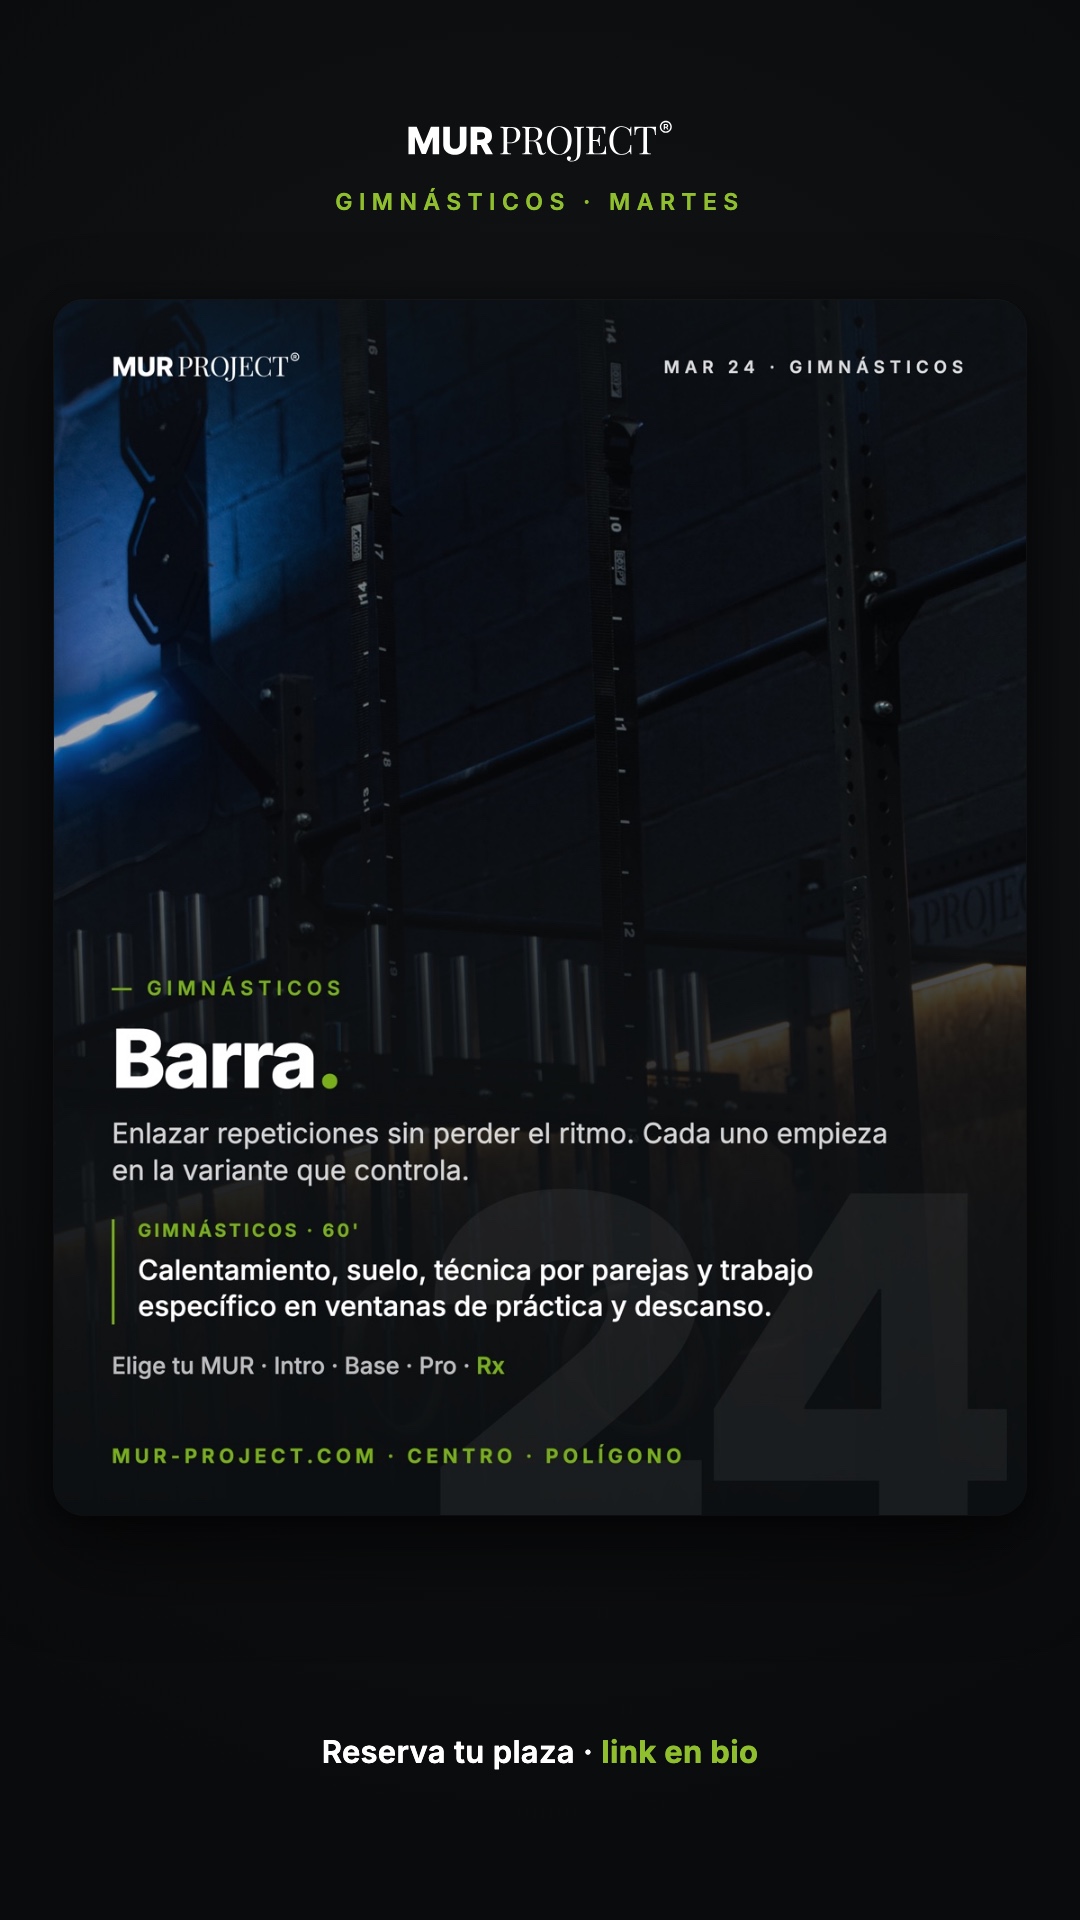 MUR PROJECT®
GIMNÁSTICOS · MARTES
MUR PROJECT®
MAR 24 · GIMNÁSTICOS
— GIMNÁSTICOS
Barra.
Enlazar repeticiones sin perder el ritmo. Cada uno empieza
en la variante que controla.
GIMNÁSTICOS · 60'
Calentamiento, suelo, técnica por parejas y trabajo
específico en ventanas de práctica y descanso.
Elige tu MUR · Intro · Base · Pro · Rx
MUR-PROJECT.COM · CENTRO · POLÍGONO
24
Reserva tu plaza · link en bio